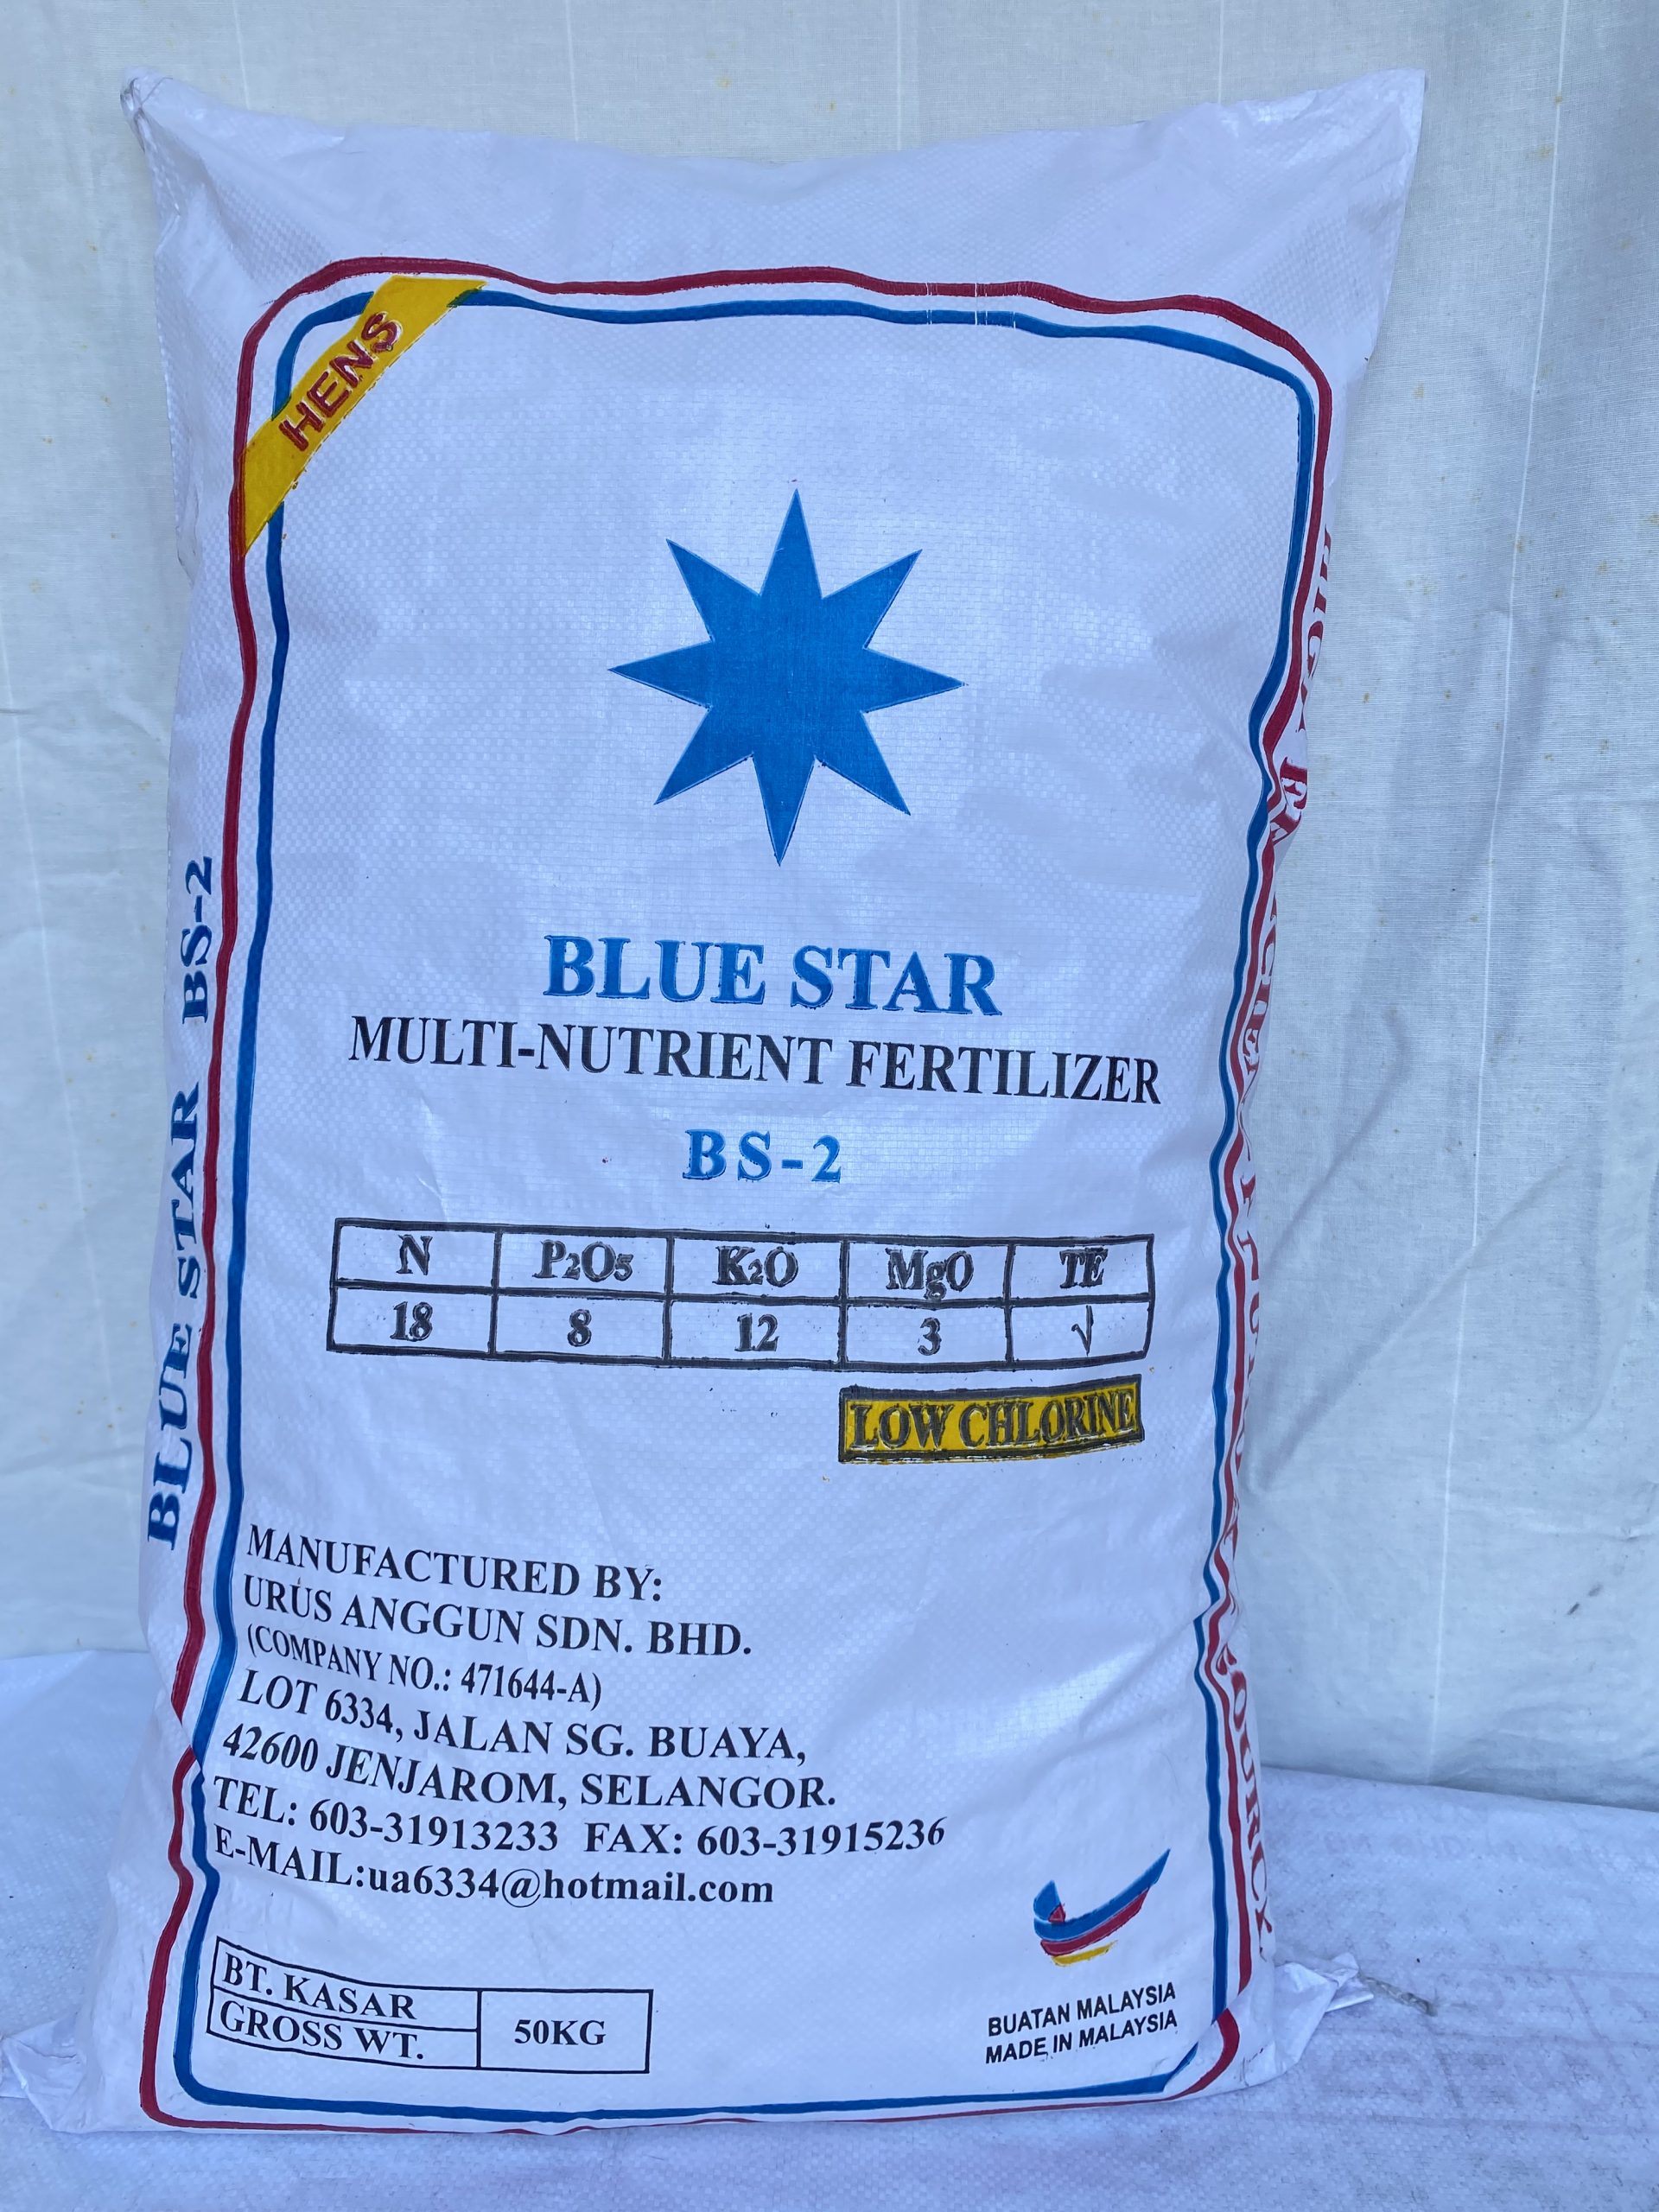 HENS
BLUE STAR
MULTI-NUTRIENT FERTILIZER
BS-2
N P₂O₅ K₂O MgO TE
18 8 12 3 √
LOW CHLORINE
MANUFACTURED BY:
URUS ANGGUN SDN. BHD.
(COMPANY NO.: 471644-A)
LOT 6334, JALAN SG. BUAYA,
42600 JENJAROM, SELANGOR.
TEL: 603-31913233 FAX: 603-31915236
E-MAIL:ua6334@hotmail.com
BT. KASAR
GROSS WT.
50KG
BUATAN MALAYSIA
MADE IN MALAYSIA
BLUE STAR BS-2